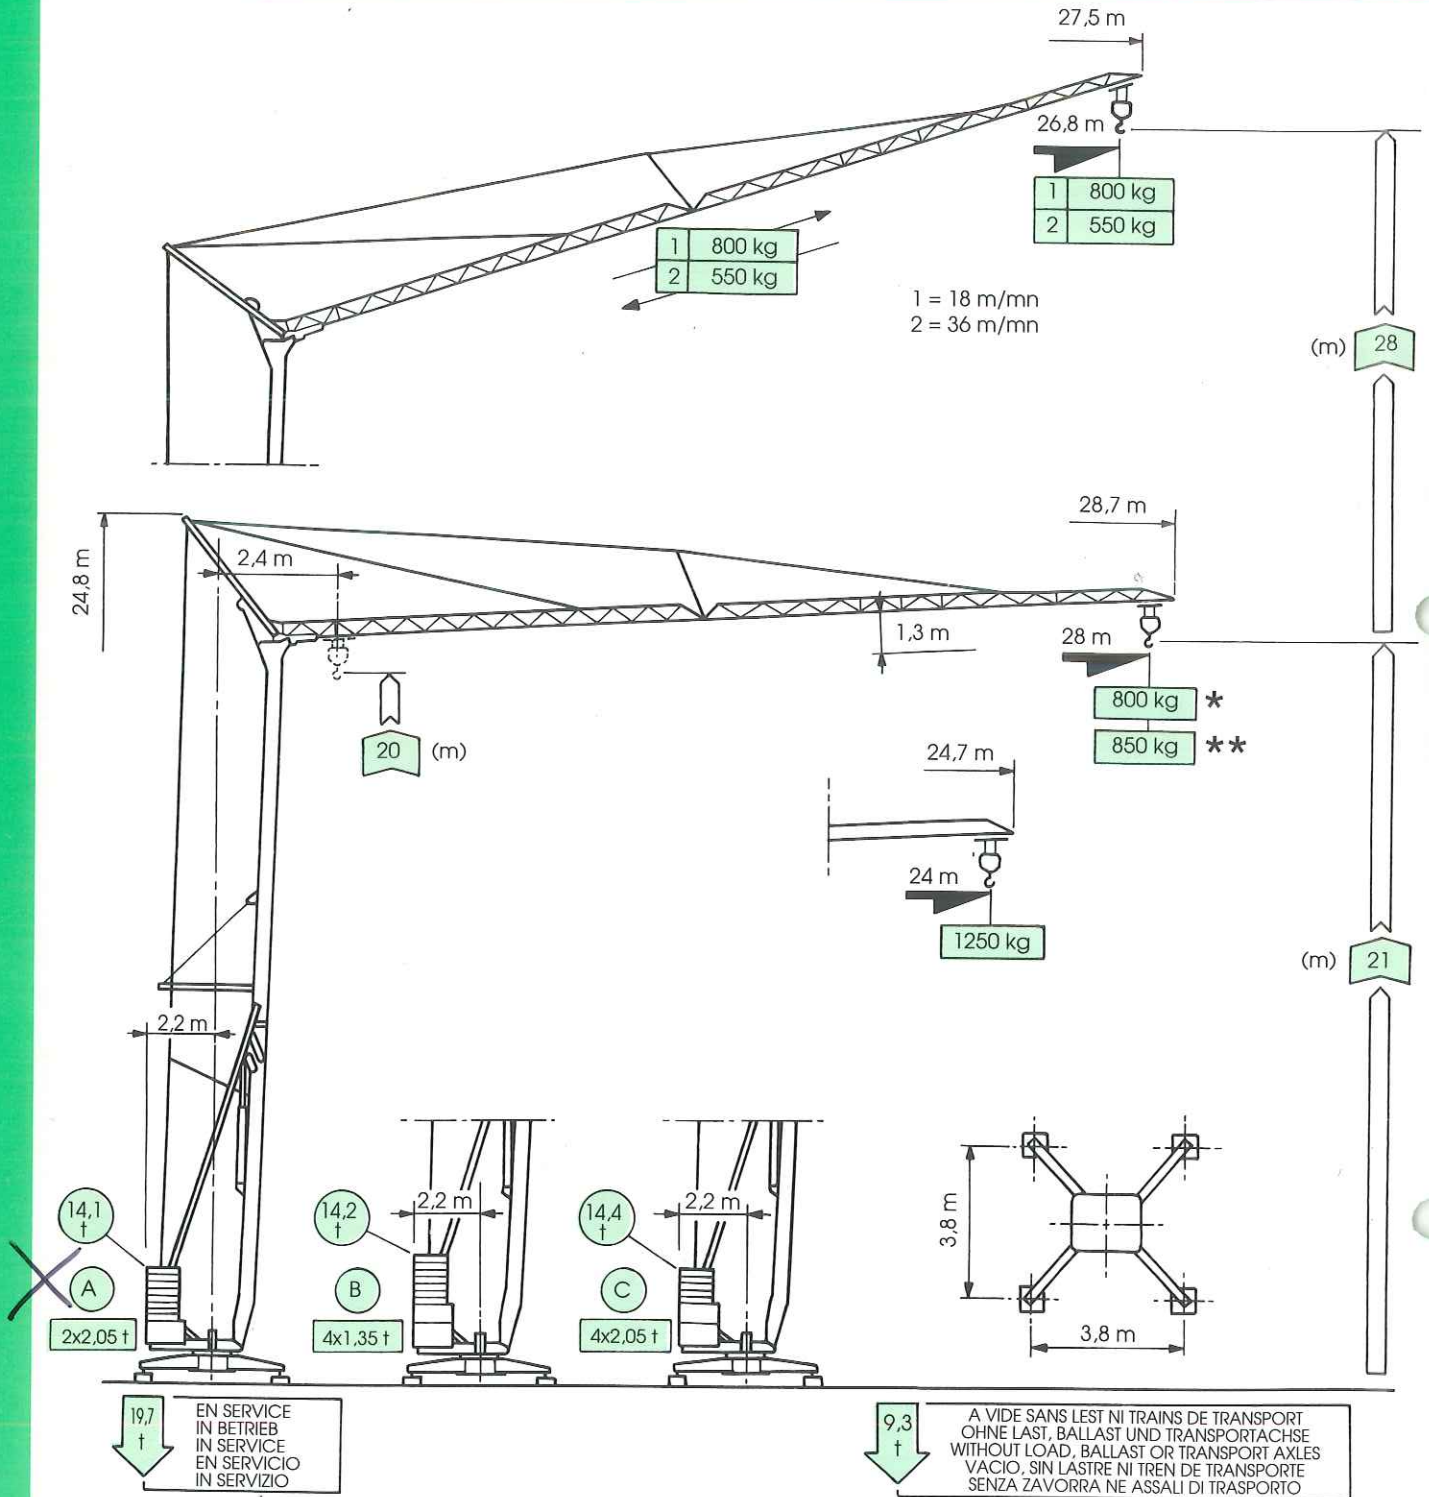 27,5 m
26,8 m
1 800 kg
2 550 kg
1 800 kg
2 550 kg
1 = 18 m/mn
2 = 36 m/mn
(m) 28
28,7 m
24,8 m
2,4 m
1,3 m
28 m
800 kg *
850 kg **
20 (m)
24,7 m
24 m
1250 kg
(m) 21
2,2 m
14,1 t
A
2x2,05 t
14,2 t
2,2 m
B
4x1,35 t
14,4 t
2,2 m
C
4x2,05 t
3,8 m
3,8 m
19,7 t
EN SERVICE
IN BETRIEB
IN SERVICE
EN SERVICIO
IN SERVIZIO
9,3 t
A VIDE SANS LEST NI TRAINS DE TRANSPORT
OHNE LAST, BALLAST UND TRANSPORTACHSE
WITHOUT LOAD, BALLAST OR TRANSPORT AXLES
VACIO, SIN LASTRE NI TREN DE TRANSPORTE
SENZA ZAVORRA NE ASSALI DI TRASPORTO